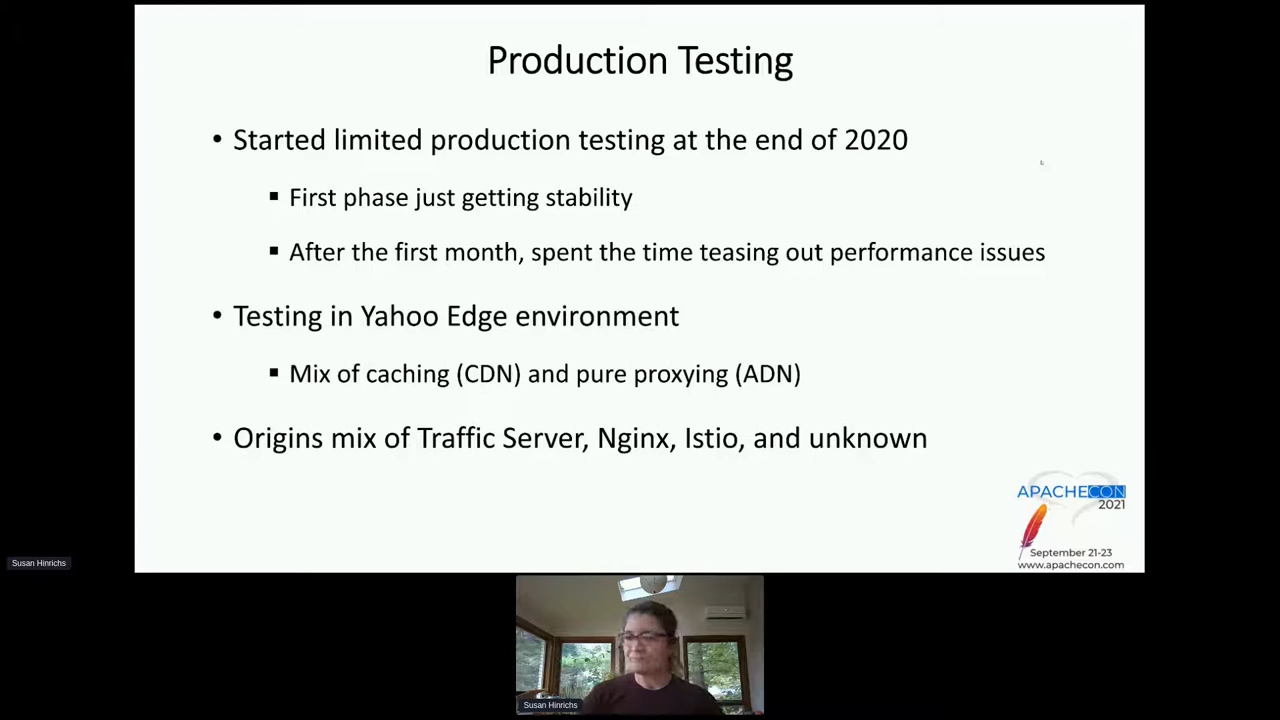 Production Testing
• Started limited production testing at the end of 2020
▪ First phase just getting stability
▪ After the first month, spent the time teasing out performance issues
• Testing in Yahoo Edge environment
▪ Mix of caching (CDN) and pure proxying (ADN)
• Origins mix of Traffic Server, Nginx, Istio, and unknown
APACHECON
2021
September 21-23
www.apachecon.com
Susan Hinrichs
Susan Hinrichs